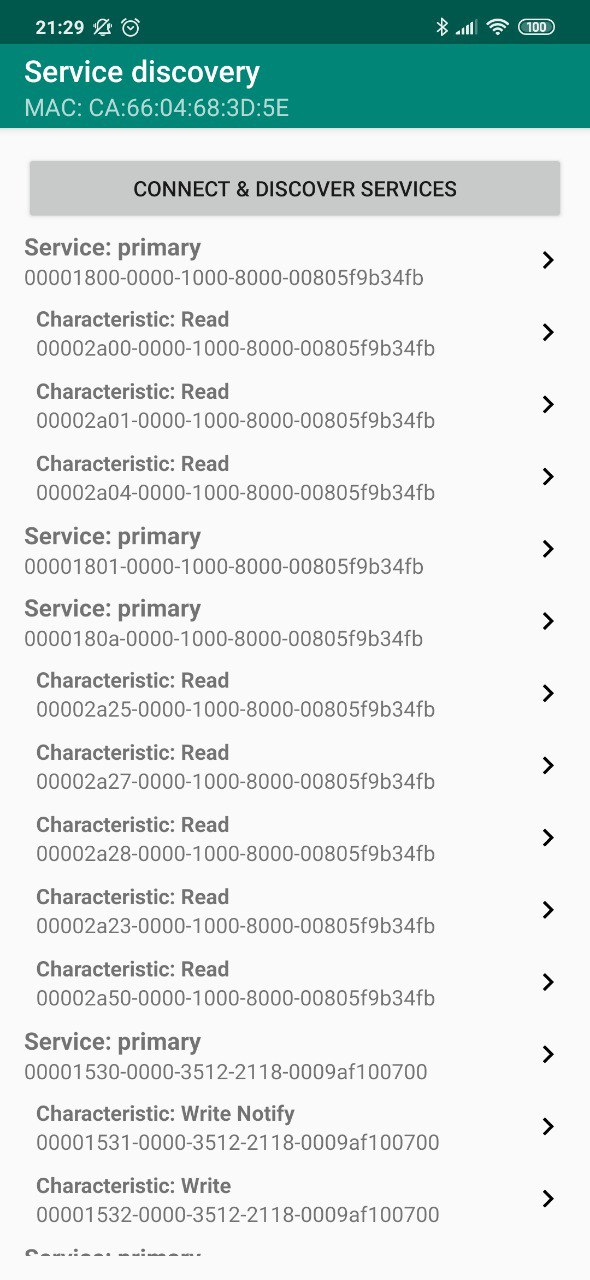 21:29
100
Service discovery
MAC: CA:66:04:68:3D:5E
CONNECT & DISCOVER SERVICES
Service: primary
00001800-0000-1000-8000-00805f9b34fb
Characteristic: Read
00002a00-0000-1000-8000-00805f9b34fb
Characteristic: Read
00002a01-0000-1000-8000-00805f9b34fb
Characteristic: Read
00002a04-0000-1000-8000-00805f9b34fb
Service: primary
00001801-0000-1000-8000-00805f9b34fb
Service: primary
0000180a-0000-1000-8000-00805f9b34fb
Characteristic: Read
00002a25-0000-1000-8000-00805f9b34fb
Characteristic: Read
00002a27-0000-1000-8000-00805f9b34fb
Characteristic: Read
00002a28-0000-1000-8000-00805f9b34fb
Characteristic: Read
00002a23-0000-1000-8000-00805f9b34fb
Characteristic: Read
00002a50-0000-1000-8000-00805f9b34fb
Service: primary
00001530-0000-3512-2118-0009af100700
Characteristic: Write Notify
00001531-0000-3512-2118-0009af100700
Characteristic: Write
00001532-0000-3512-2118-0009af100700
Service: primary